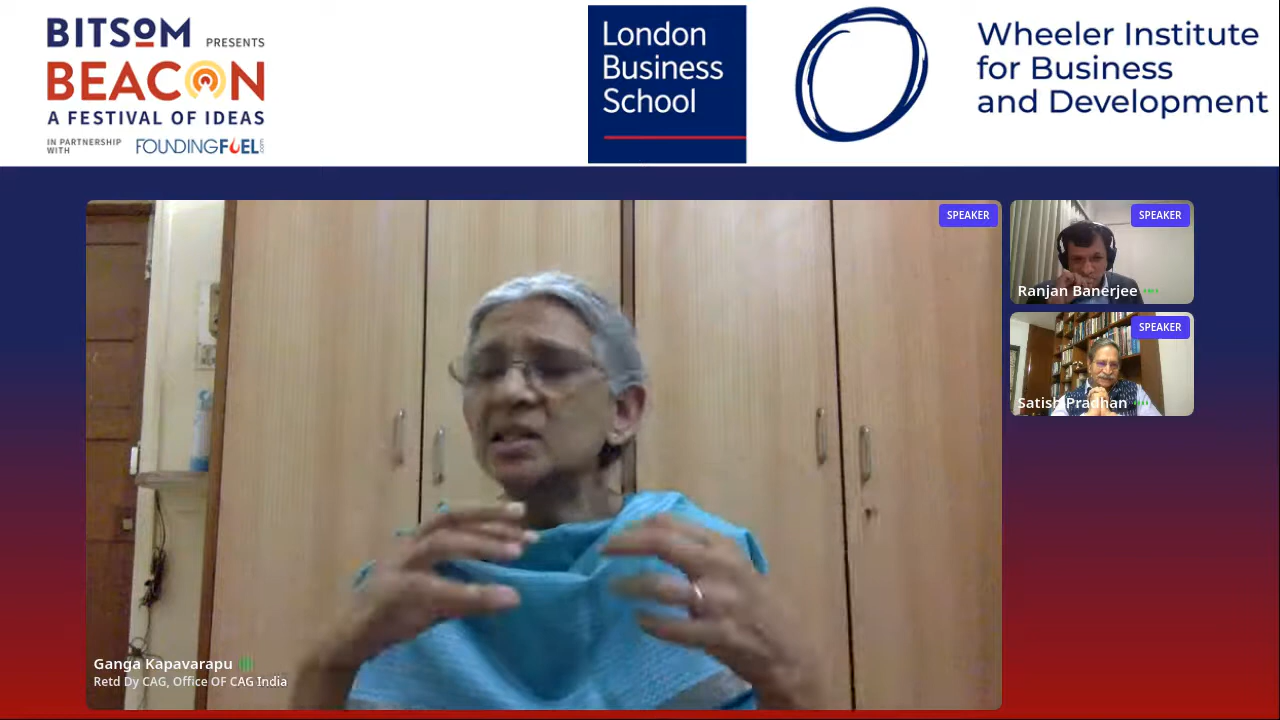 BITSOM PRESENTS
BEACON
A FESTIVAL OF IDEAS
IN PARTNERSHIP
WITH
FOUNDINGFUEL.com
London
Business
School
Wheeler Institute
for Business
and Development
SPEAKER
Ganga Kapavarapu
Retd Dy CAG, Office OF CAG India
SPEAKER
Ranjan Banerjee
SPEAKER
Satish Pradhan